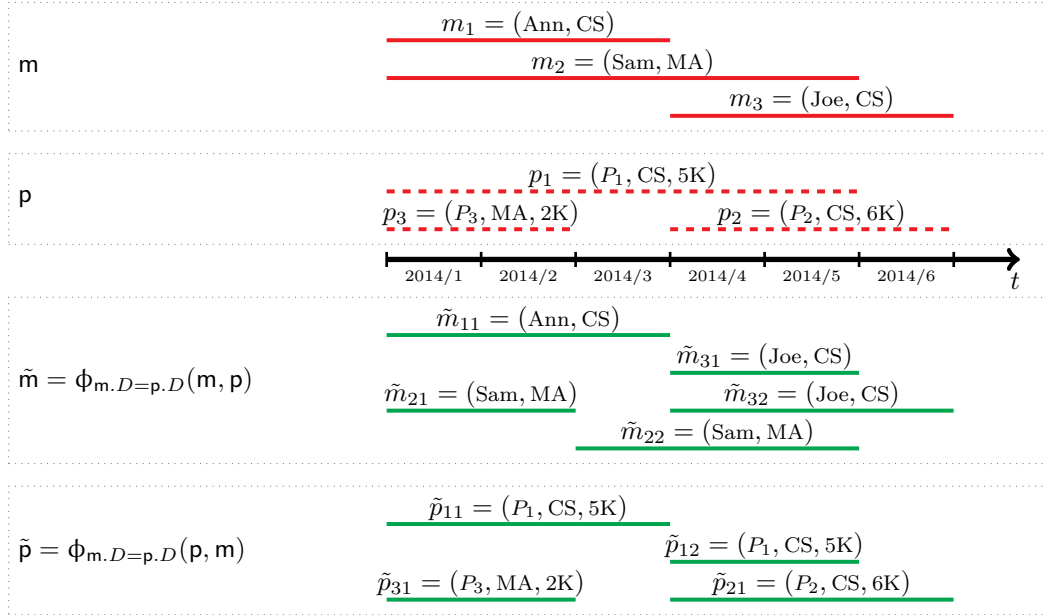 m₁ = (Ann, CS)
m m₂ = (Sam, MA)
m₃ = (Joe, CS)
p₁ = (P₁, CS, 5K)
p p₃ = (P₃, MA, 2K) p₂ = (P₂, CS, 6K)
2014/1 2014/2 2014/3 2014/4 2014/5 2014/6 t
m̃₁₁ = (Ann, CS)
m̃₃₁ = (Joe, CS)
m̃ = ϕm.D=p.D(m, p) m̃₂₁ = (Sam, MA) m̃₃₂ = (Joe, CS)
m̃₂₂ = (Sam, MA)
p̃₁₁ = (P₁, CS, 5K)
p̃ = ϕm.D=p.D(p, m) p̃₁₂ = (P₁, CS, 5K)
p̃₃₁ = (P₃, MA, 2K) p̃₂₁ = (P₂, CS, 6K)